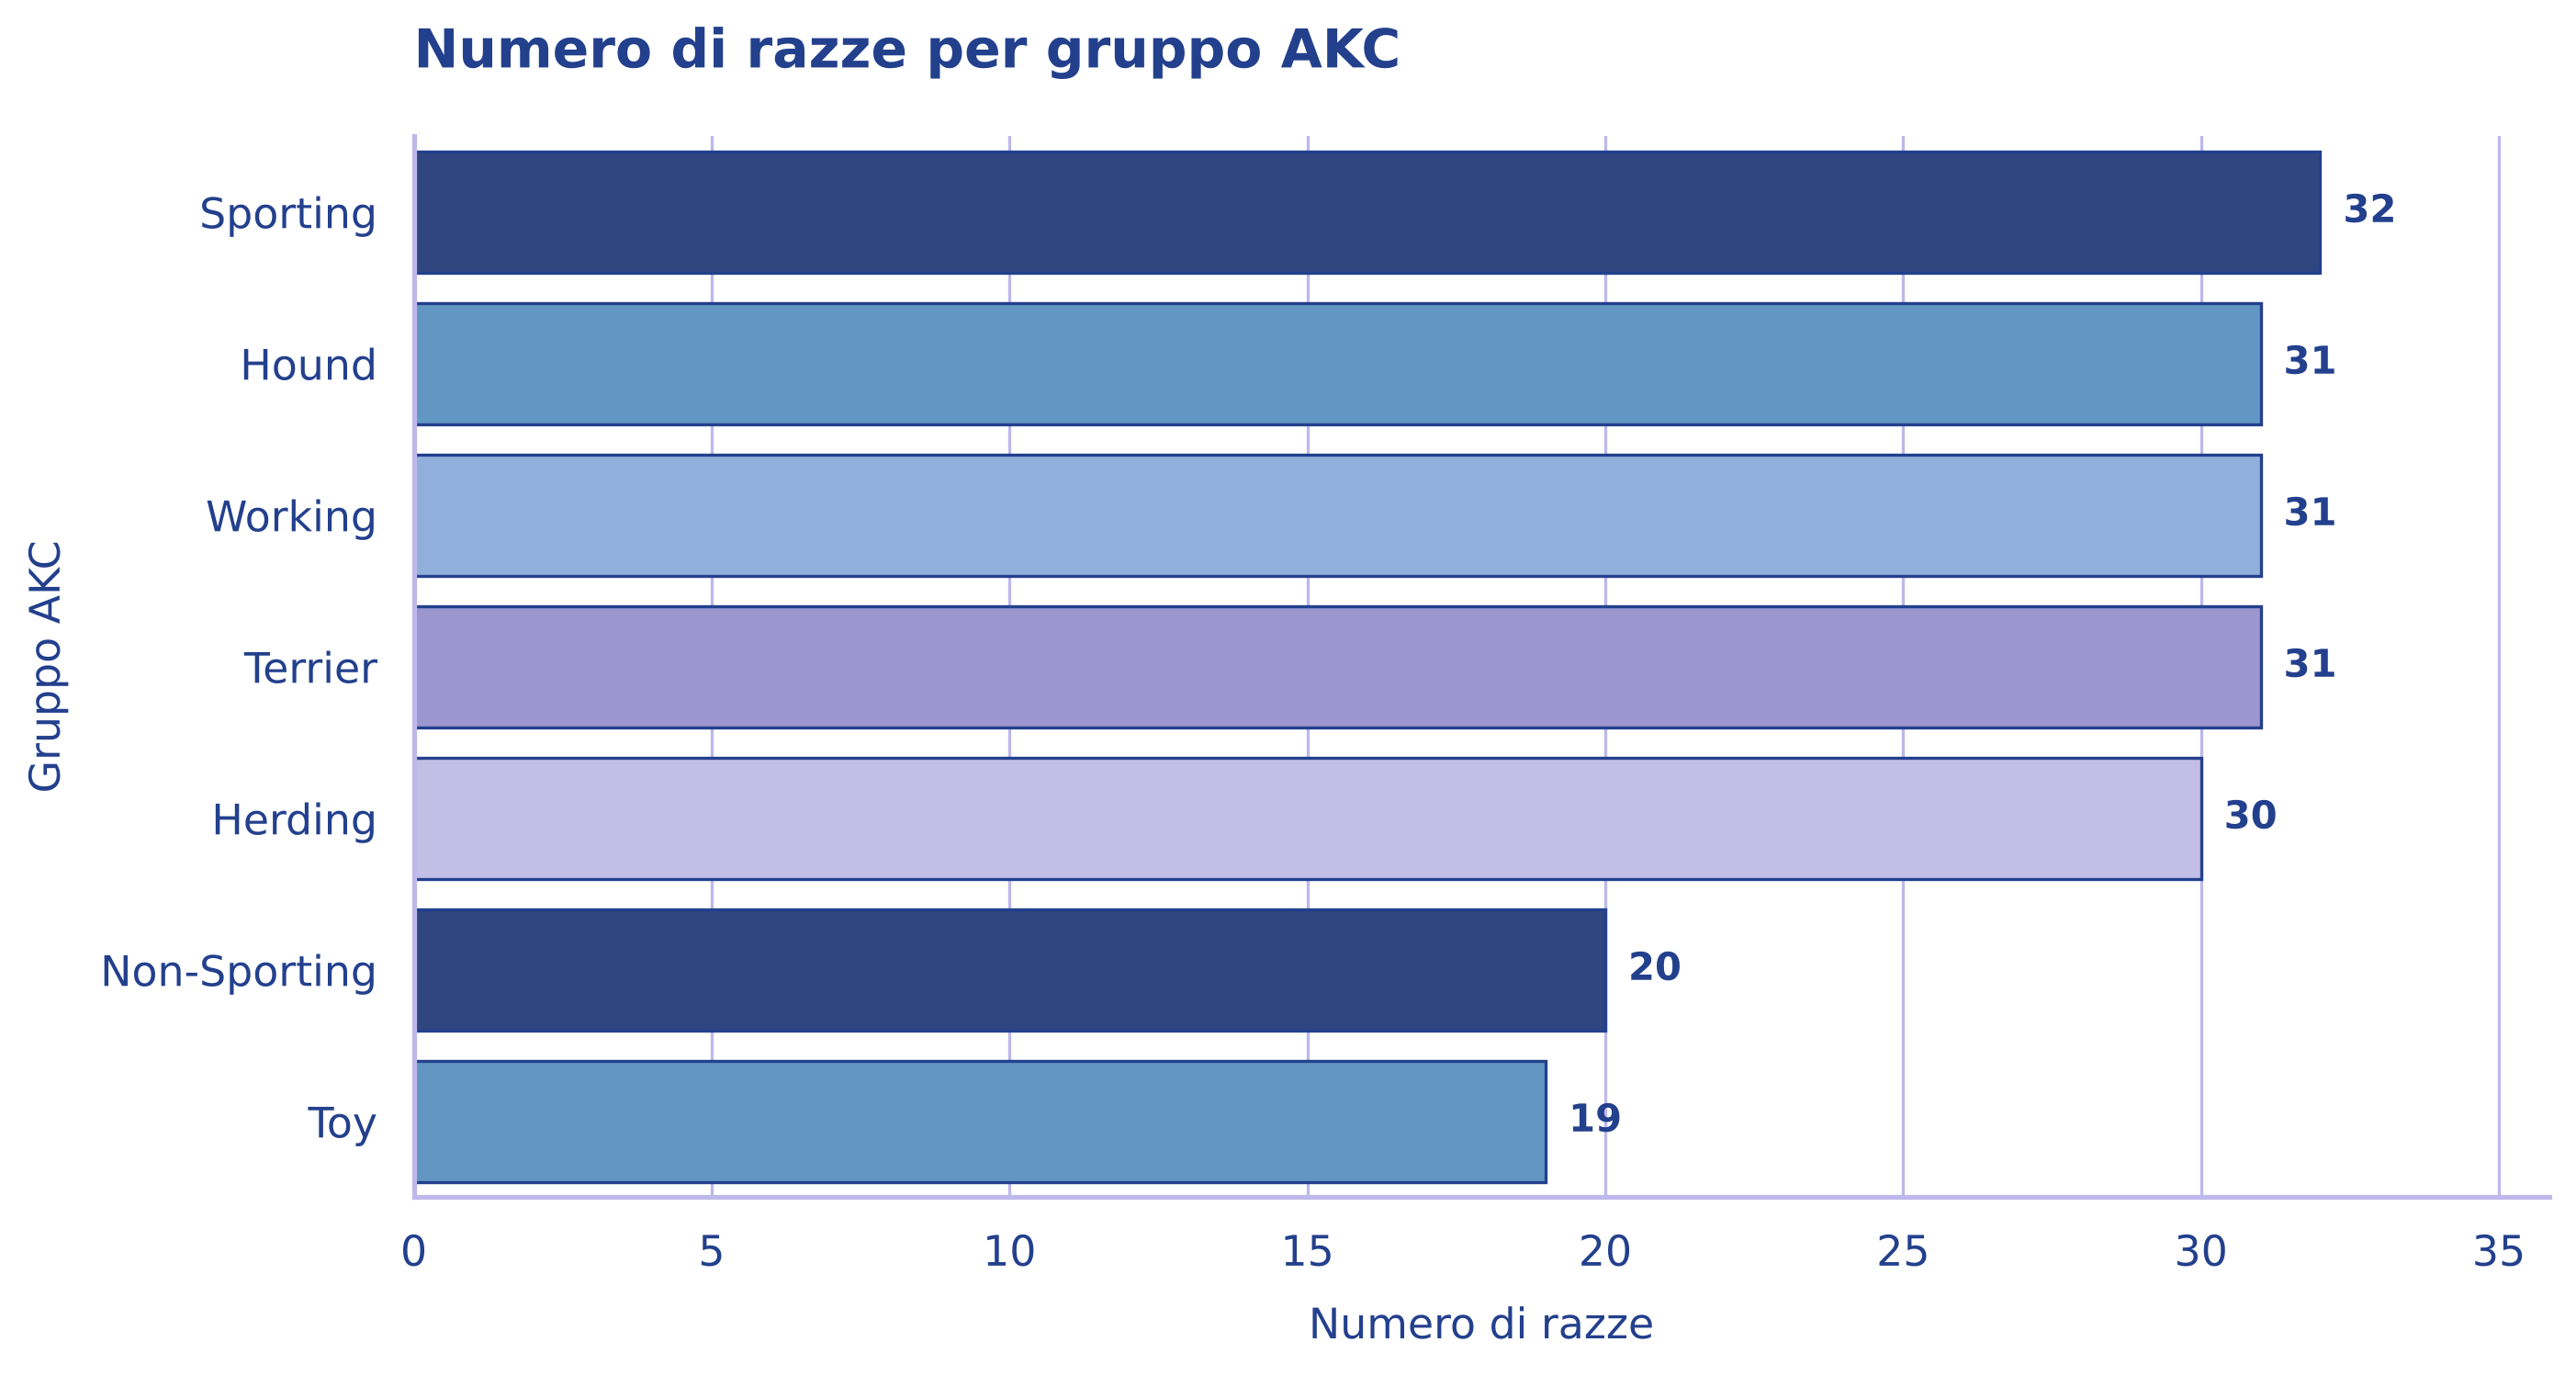 Numero di razze per gruppo AKC
Gruppo AKC
Sporting 32
Hound 31
Working 31
Terrier 31
Herding 30
Non-Sporting 20
Toy 19
0 5 10 15 20 25 30 35
Numero di razze